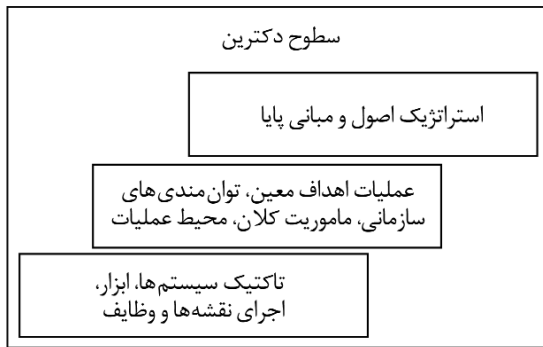 سطوح دکترین
استراتژیک اصول و مبانی پایا
عملیات اهداف معین، توان‌مندی‌های
سازمانی، ماموریت کلان، محیط عملیات
تاکتیک سیستم‌ها، ابزار،
اجرای نقشه‌ها و وظایف